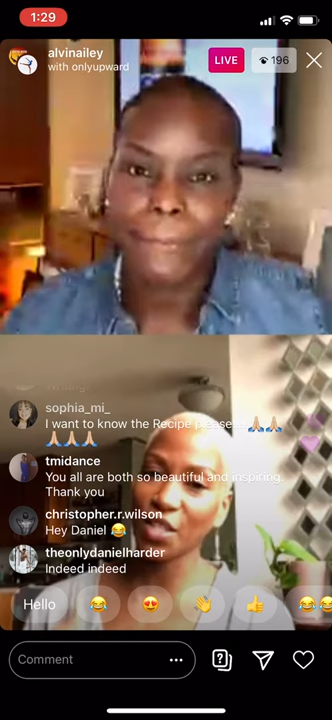 1:29
alvinailey
with onlyupward
LIVE
196
sophia_mi_
I want to know the Recipe please 🙏🏼🙏🏼
🙏🏼🙏🏼🙏🏼
tmidance
You all are both so beautiful and inspiring.
Thank you
christopher.r.wilson
Hey Daniel 😂
theonlydanielharder
Indeed indeed
Hello 😂 😍 👋 👍 😂😂
Comment